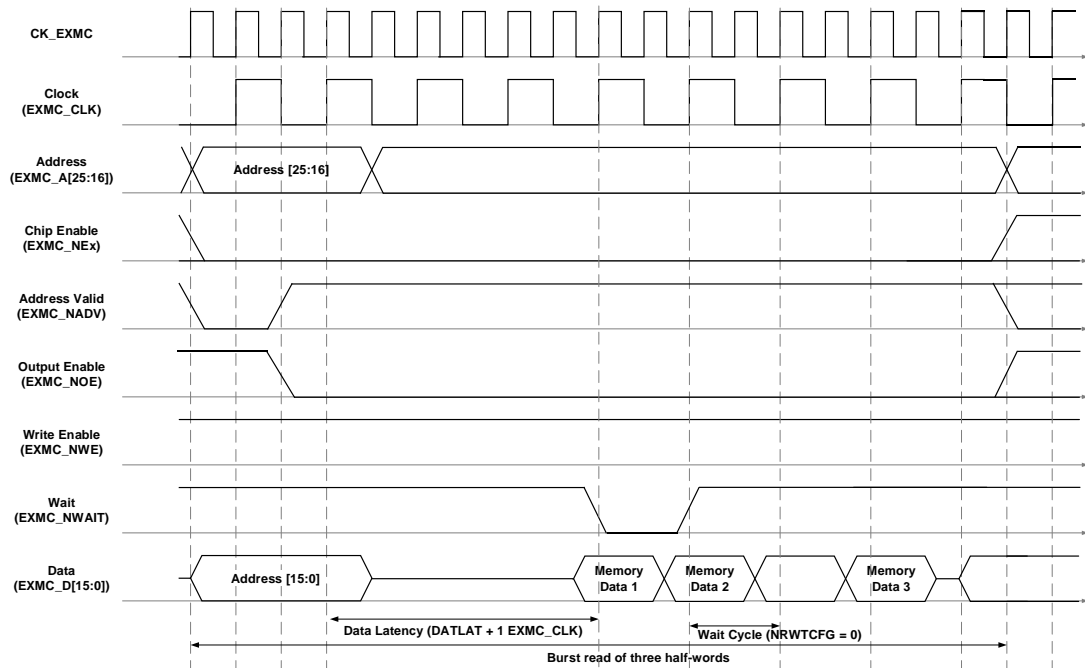 CK_EXMC
Clock
(EXMC_CLK)
Address
(EXMC_A[25:16])
Address [25:16]
Chip Enable
(EXMC_NEx)
Address Valid
(EXMC_NADV)
Output Enable
(EXMC_NOE)
Write Enable
(EXMC_NWE)
Wait
(EXMC_NWAIT)
Data
(EXMC_D[15:0])
Address [15:0]
Memory
Data 1
Memory
Data 2
Memory
Data 3
Data Latency (DATLAT + 1 EXMC_CLK)
Wait Cycle (NRWTCFG = 0)
Burst read of three half-words